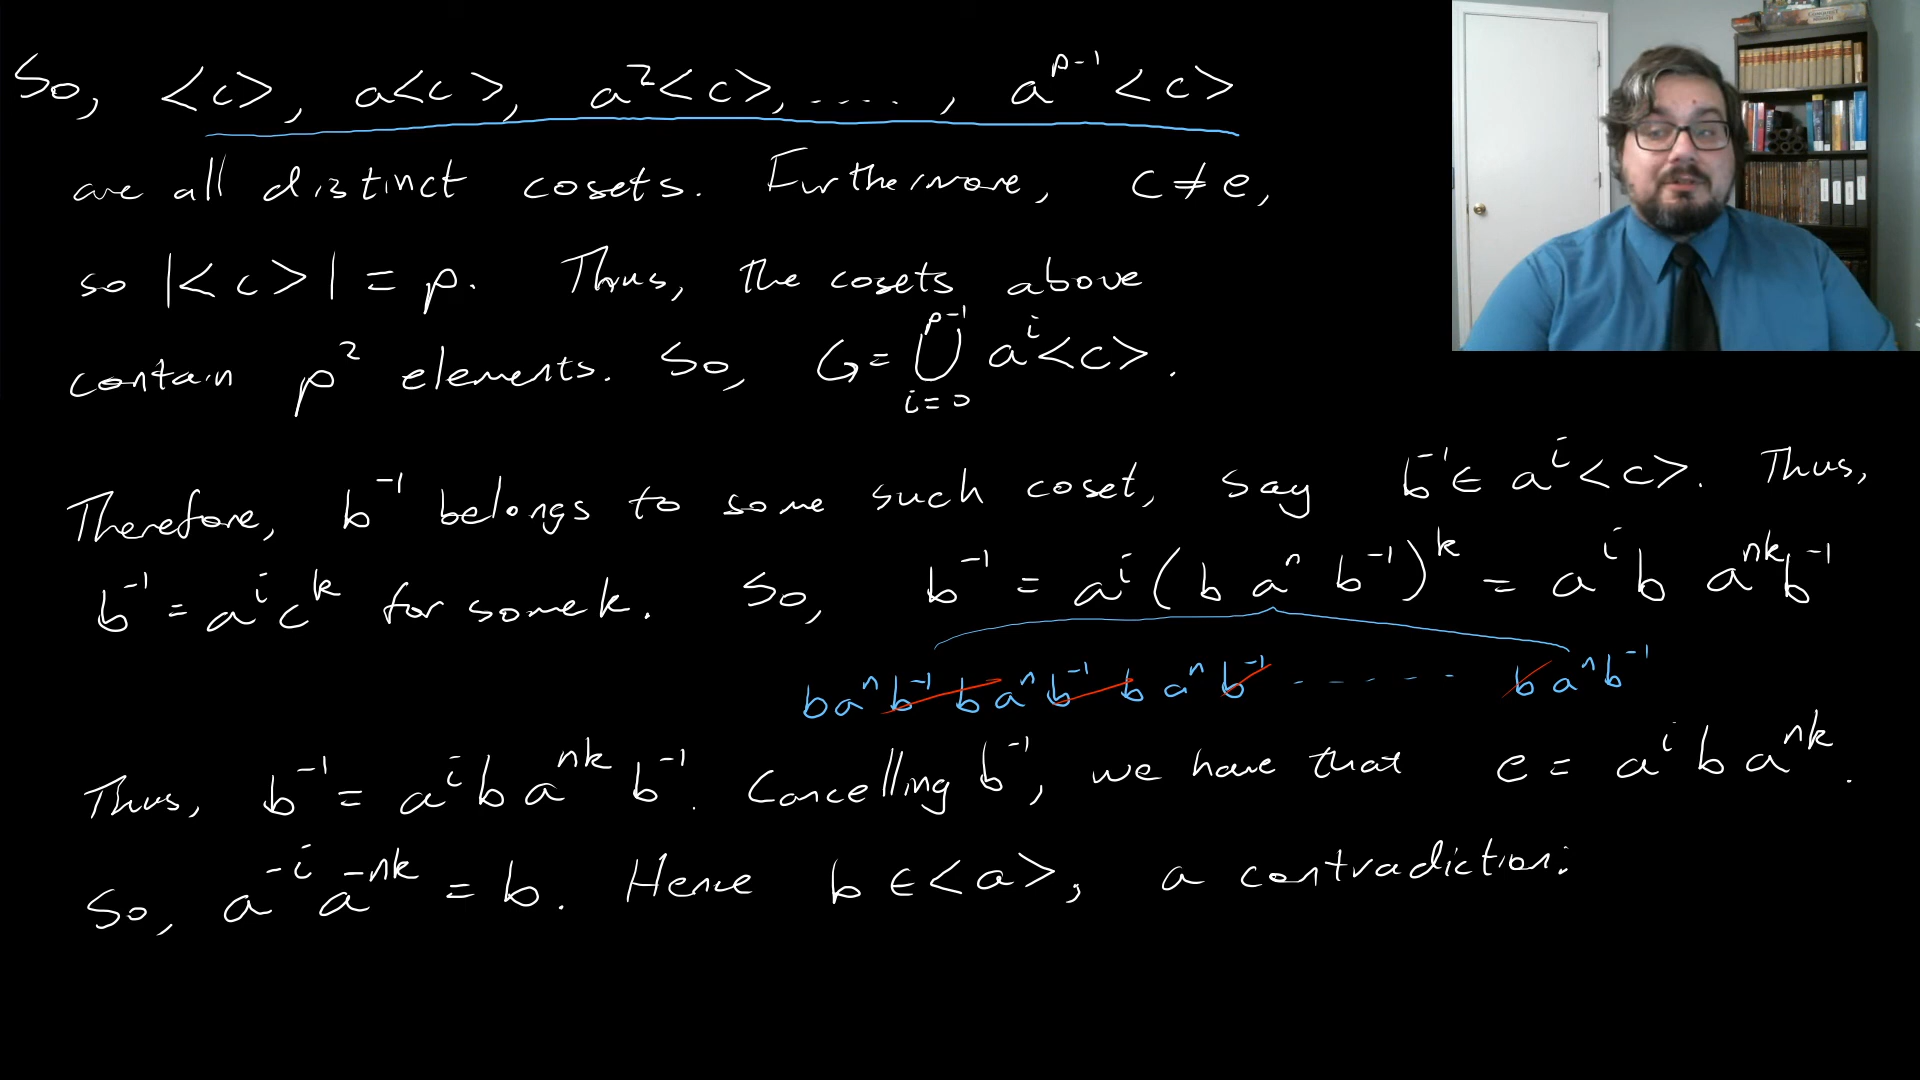 So, <c>, a<c>, a²<c>, ...., a^{p-1}<c>
are all distinct cosets. Furthermore, c≠e,
so |<c>| = p. Thus, the cosets above
contain p² elements. So, G = ⋃_{i=0}^{p-1} a^i<c>.
Therefore, b^{-1} belongs to some such coset, say b^{-1} ∈ a^i<c>. Thus,
b^{-1} = a^i c^k for some k. So, b^{-1} = a^i (b a^n b^{-1})^k = a^i b a^{nk} b^{-1}
b a^n b^{-1} b a^n b^{-1} b a^n b^{-1} ------ b a^n b^{-1}
Thus, b^{-1} = a^i b a^{nk} b^{-1}. Cancelling b^{-1}, we have that e = a^i b a^{nk}.
So, a^{-i} a^{-nk} = b. Hence b ∈ <a>, a contradiction.